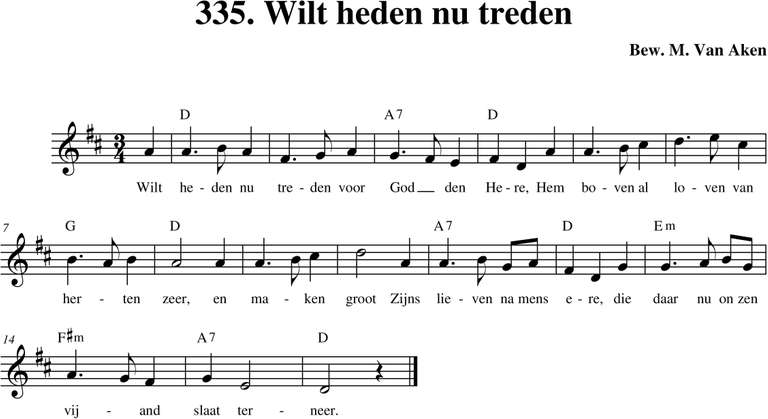 335. Wilt heden nu treden
Bew. M. Van Aken
D A7 D
3
4
Wilt he - den nu tre - den voor God den He - re, Hem bo - ven al lo - ven van
7 G D A7 D Em
her - ten zeer, en ma - ken groot Zijns lie - ven na mens e - re, die daar nu on zen
14 F#m A7 D
vij - and slaat ter - neer.